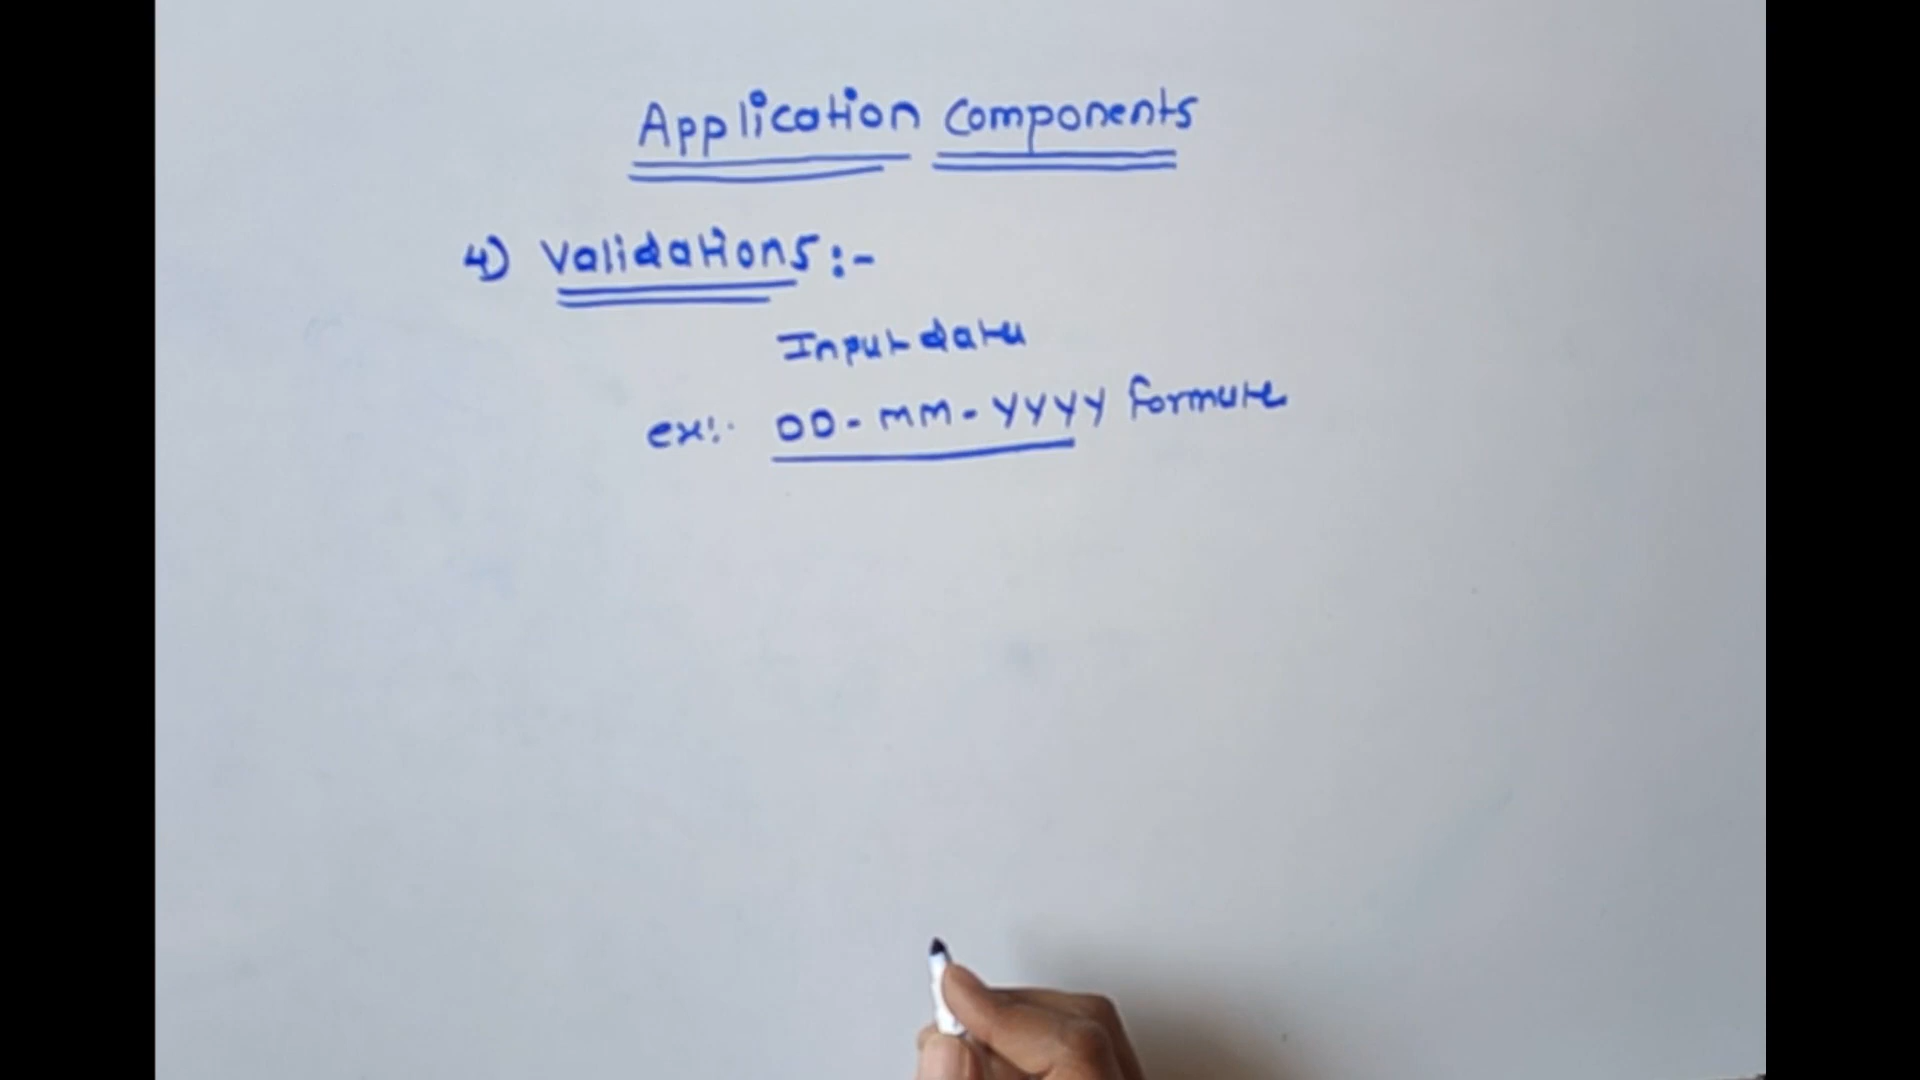 Application Components
4) Validations:-
Input data
ex:- DD-MM-YYYY formate